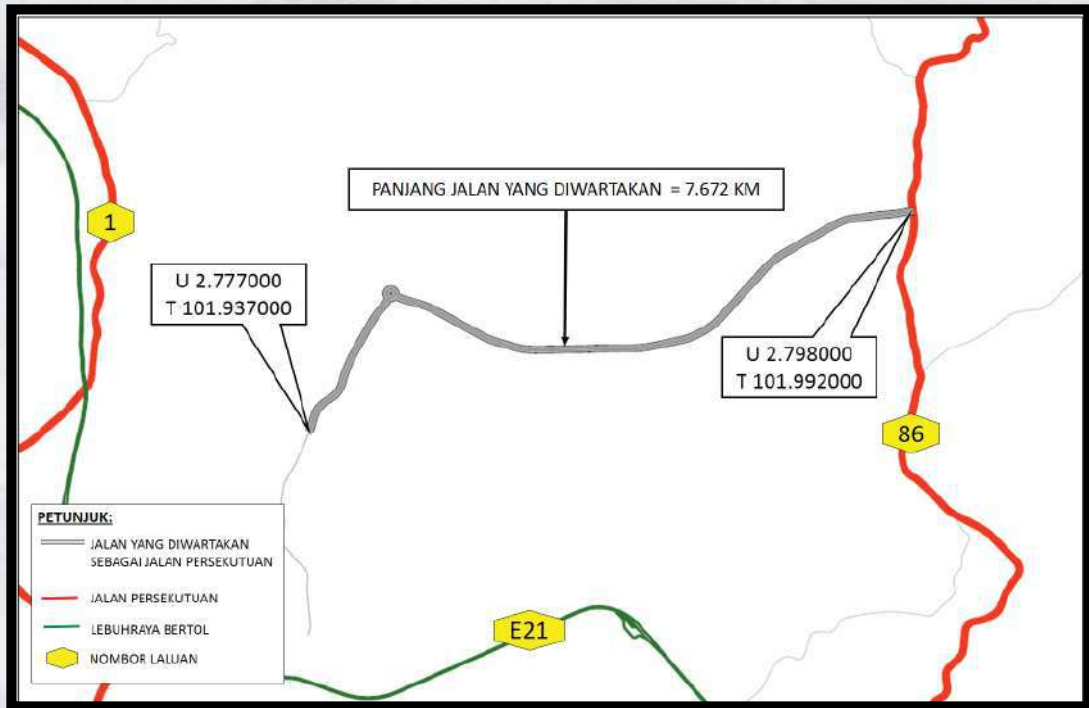 PANJANG JALAN YANG DIWARTAKAN = 7.672 KM
1
U 2.777000
T 101.937000
U 2.798000
T 101.992000
86
PETUNJUK:
JALAN YANG DIWARTAKAN
SEBAGAI JALAN PERSEKUTUAN
JALAN PERSEKUTUAN
LEBUHRAYA BERTOL
NOMBOR LALUAN
E21